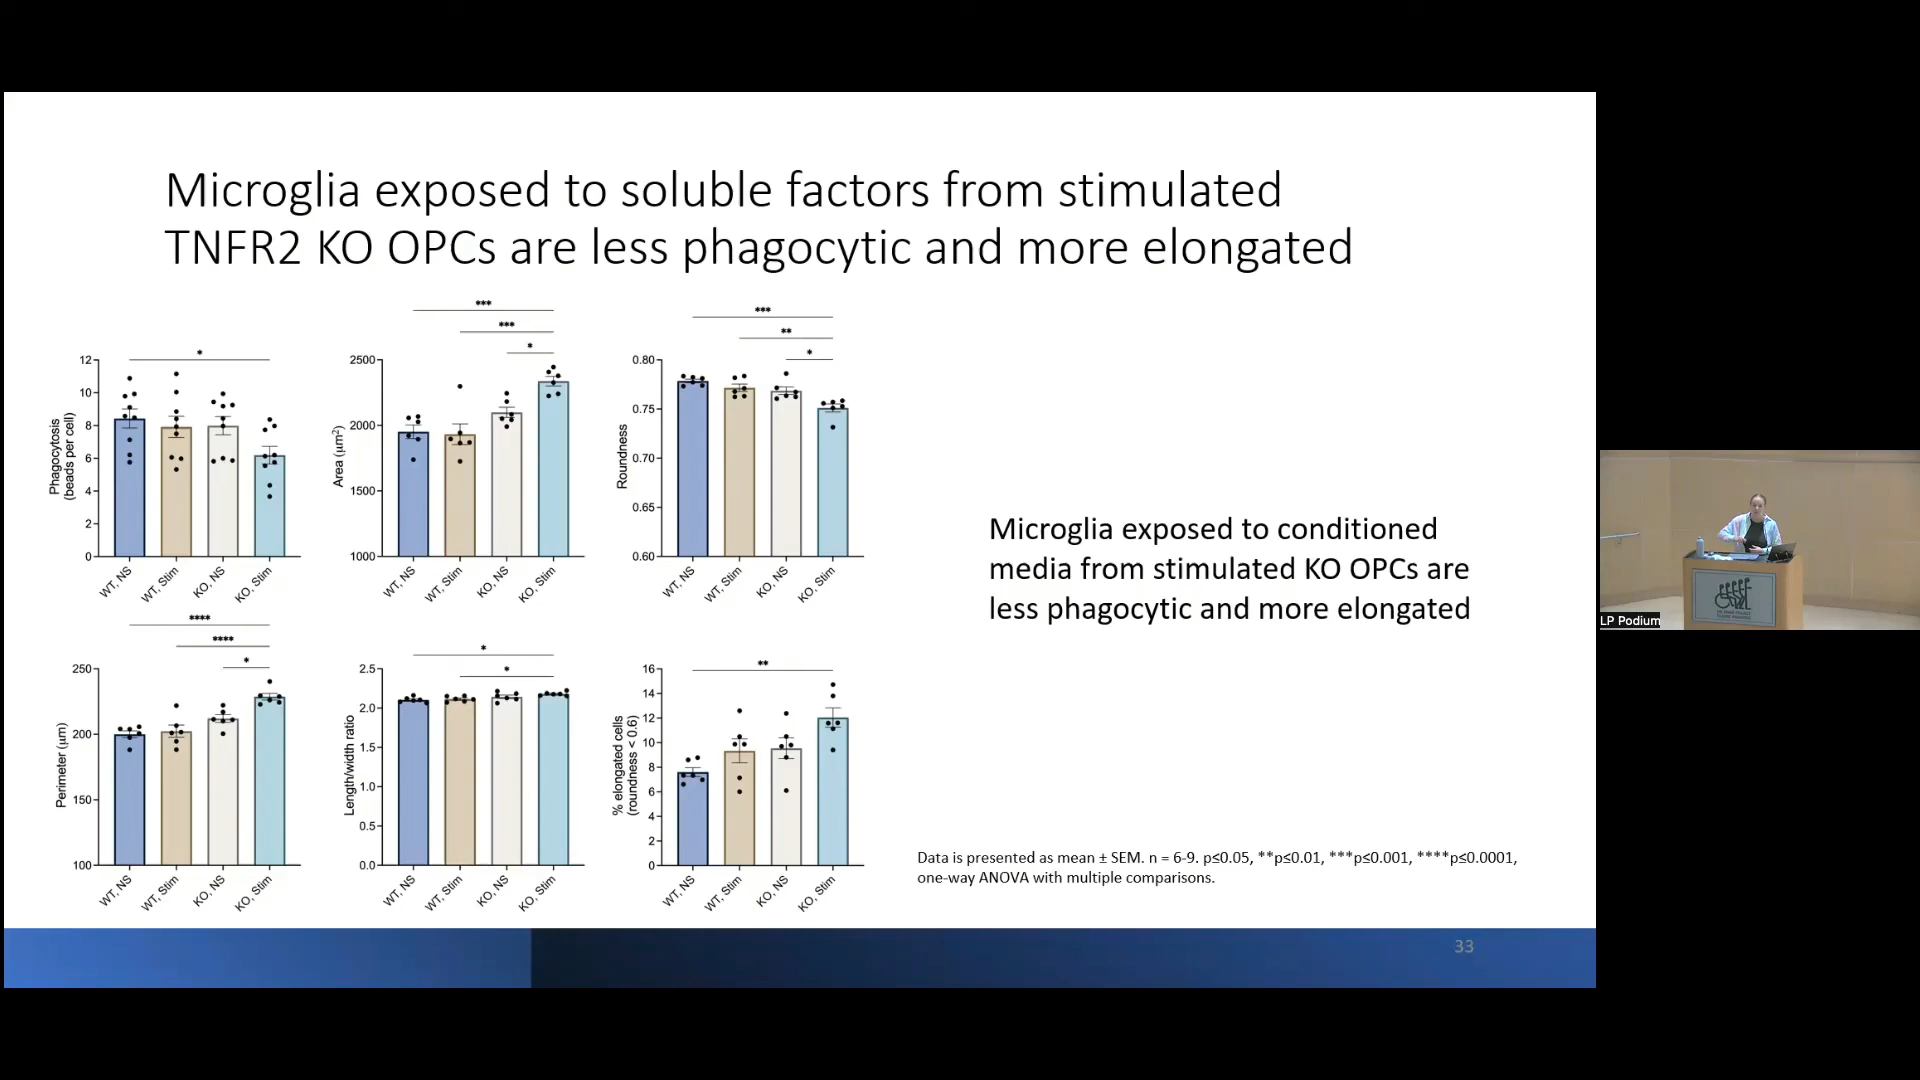 Microglia exposed to soluble factors from stimulated
TNFR2 KO OPCs are less phagocytic and more elongated
*
12
10
8
6
4
2
0
Phagocytosis
(beads per cell)
WT, NS
WT, Stim
KO, NS
KO, Stim
***
***
*
2500
2000
1500
1000
Area (μm²)
WT, NS
WT, Stim
KO, NS
KO, Stim
***
**
*
0.80
0.75
0.70
0.65
0.60
Roundness
WT, NS
WT, Stim
KO, NS
KO, Stim
****
****
*
250
200
150
100
Perimeter (μm)
WT, NS
WT, Stim
KO, NS
KO, Stim
*
*
2.5
2.0
1.5
1.0
0.5
0.0
Length/width ratio
WT, NS
WT, Stim
KO, NS
KO, Stim
**
16
14
12
10
8
6
4
2
0
% elongated cells
(roundness < 0.6)
WT, NS
WT, Stim
KO, NS
KO, Stim
Microglia exposed to conditioned
media from stimulated KO OPCs are
less phagocytic and more elongated
Data is presented as mean ± SEM. n = 6-9. p≤0.05, **p≤0.01, ***p≤0.001, ****p≤0.0001,
one-way ANOVA with multiple comparisons.
33
LP Podium